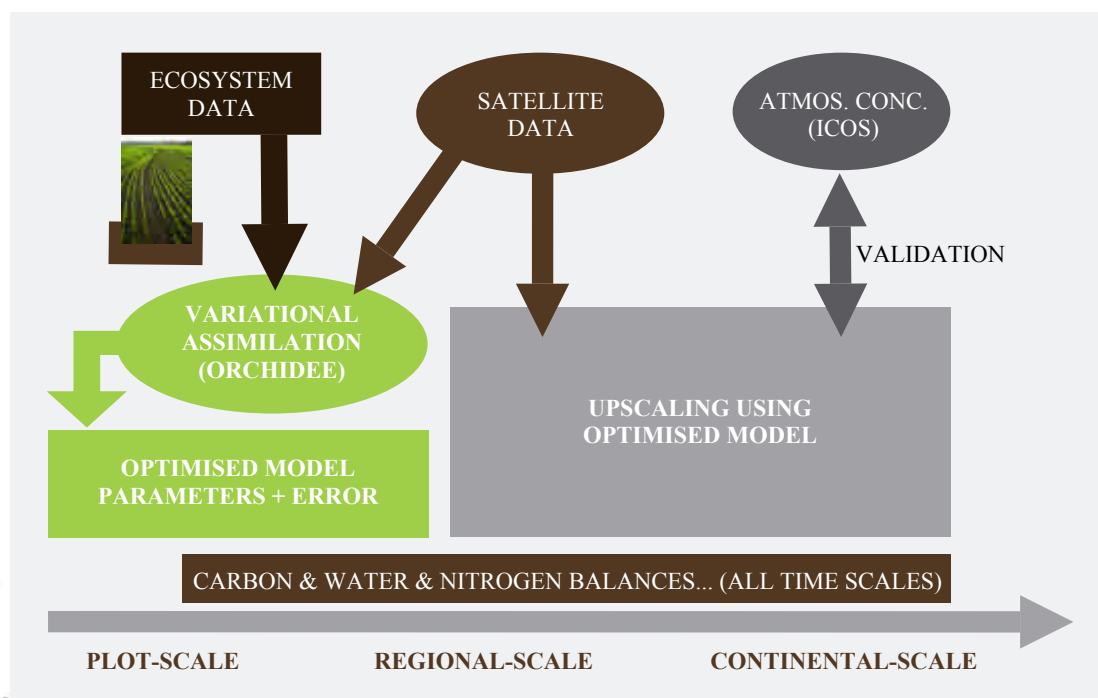 ECOSYSTEM
DATA
SATELLITE
DATA
ATMOS. CONC.
(ICOS)
VALIDATION
VARIATIONAL
ASSIMILATION
(ORCHIDEE)
UPSCALING USING
OPTIMISED MODEL
OPTIMISED MODEL
PARAMETERS + ERROR
CARBON & WATER & NITROGEN BALANCES... (ALL TIME SCALES)
PLOT-SCALE
REGIONAL-SCALE
CONTINENTAL-SCALE